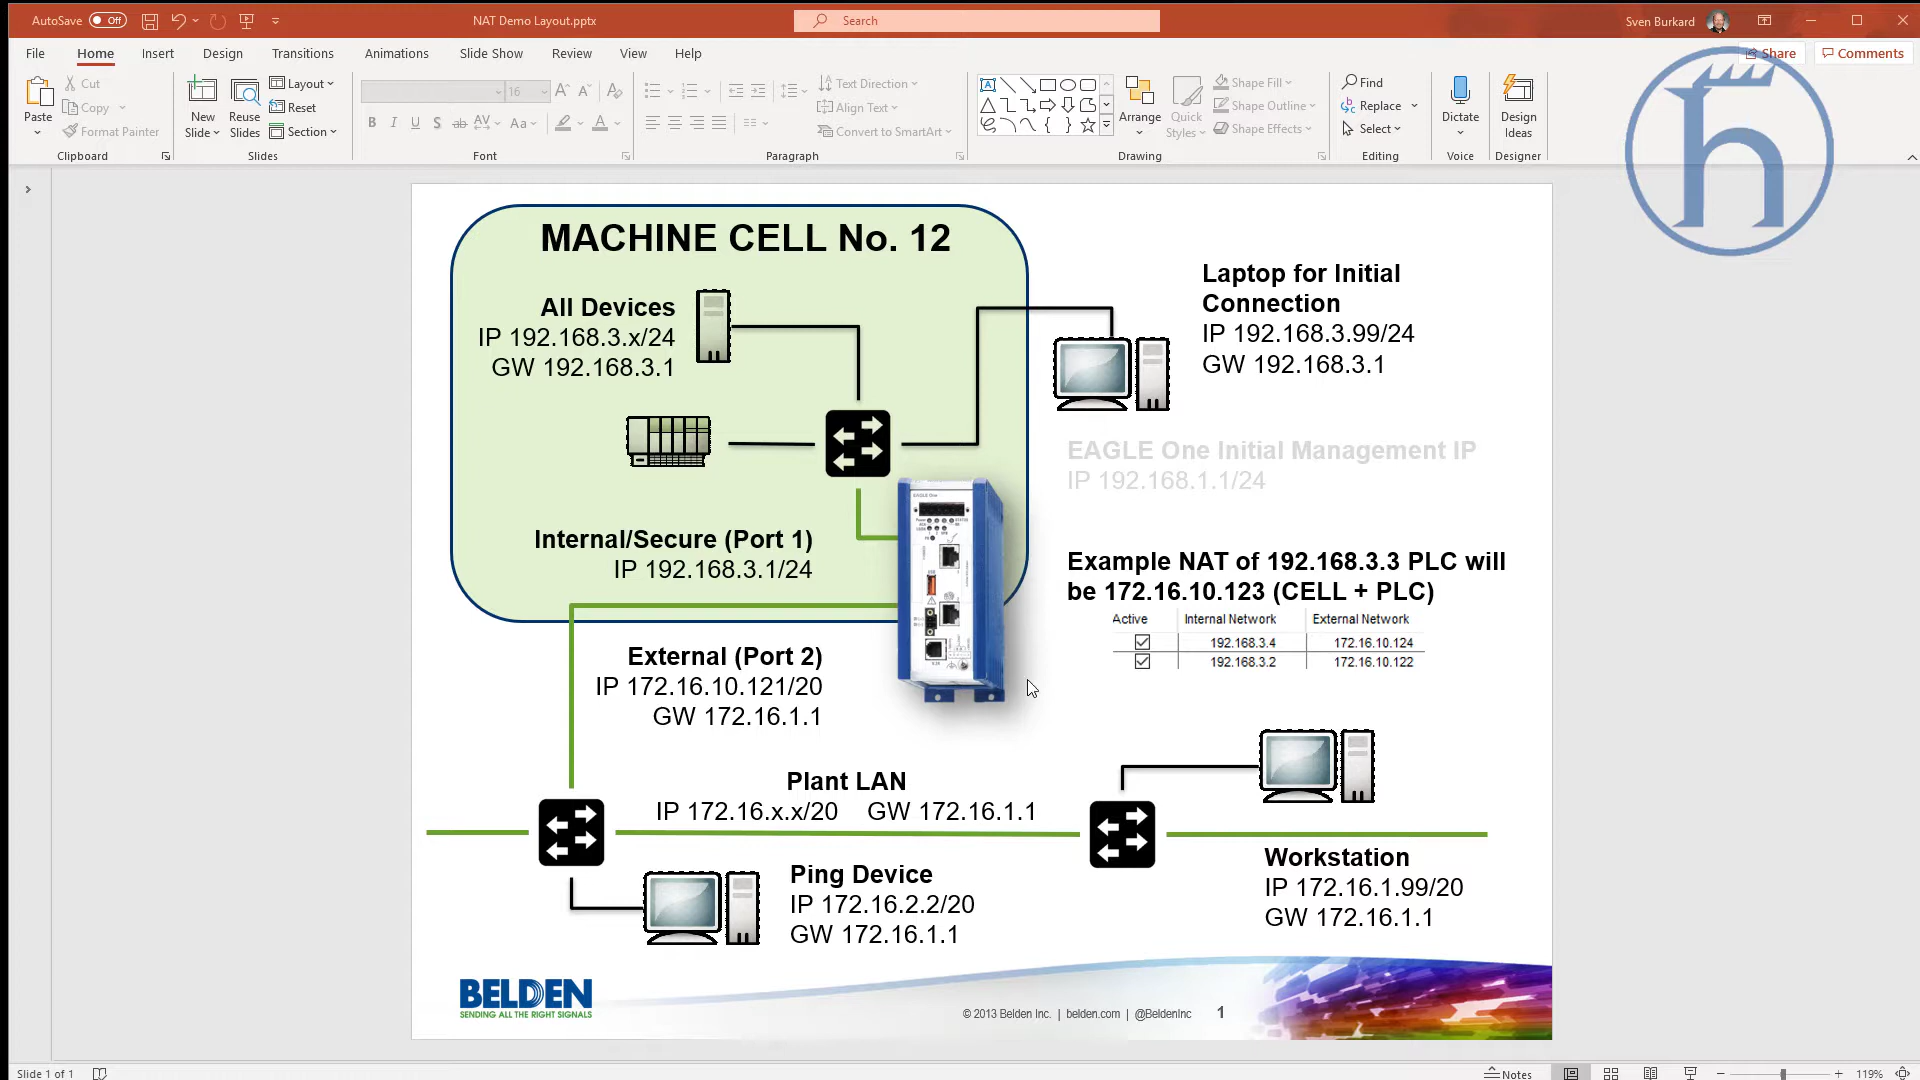 AutoSave Off NAT Demo Layout.pptx Search Sven Burkard
File Home Insert Design Transitions Animations Slide Show Review View Help Share Comments
Paste Cut Copy Format Painter Clipboard
New Slide Reuse Slides Layout Reset Section Slides
16 B I U S ab AV Aa A Font
Text Direction Align Text Convert to SmartArt Paragraph
Arrange Quick Styles Shape Fill Shape Outline Shape Effects Drawing
Find Replace Select Editing
Dictate Voice
Design Ideas Designer
h
MACHINE CELL No. 12
All Devices
IP 192.168.3.x/24
GW 192.168.3.1
Laptop for Initial
Connection
IP 192.168.3.99/24
GW 192.168.3.1
EAGLE One Initial Management IP
IP 192.168.1.1/24
EAGLE One
Internal/Secure (Port 1)
IP 192.168.3.1/24
Example NAT of 192.168.3.3 PLC will
be 172.16.10.123 (CELL + PLC)
Active Internal Network External Network
192.168.3.4 172.16.10.124
192.168.3.2 172.16.10.122
External (Port 2)
IP 172.16.10.121/20
GW 172.16.1.1
Plant LAN
IP 172.16.x.x/20 GW 172.16.1.1
Ping Device
IP 172.16.2.2/20
GW 172.16.1.1
Workstation
IP 172.16.1.99/20
GW 172.16.1.1
BELDEN
SENDING ALL THE RIGHT SIGNALS
© 2013 Belden Inc. | belden.com | @BeldenInc 1
Slide 1 of 1 Notes 119%